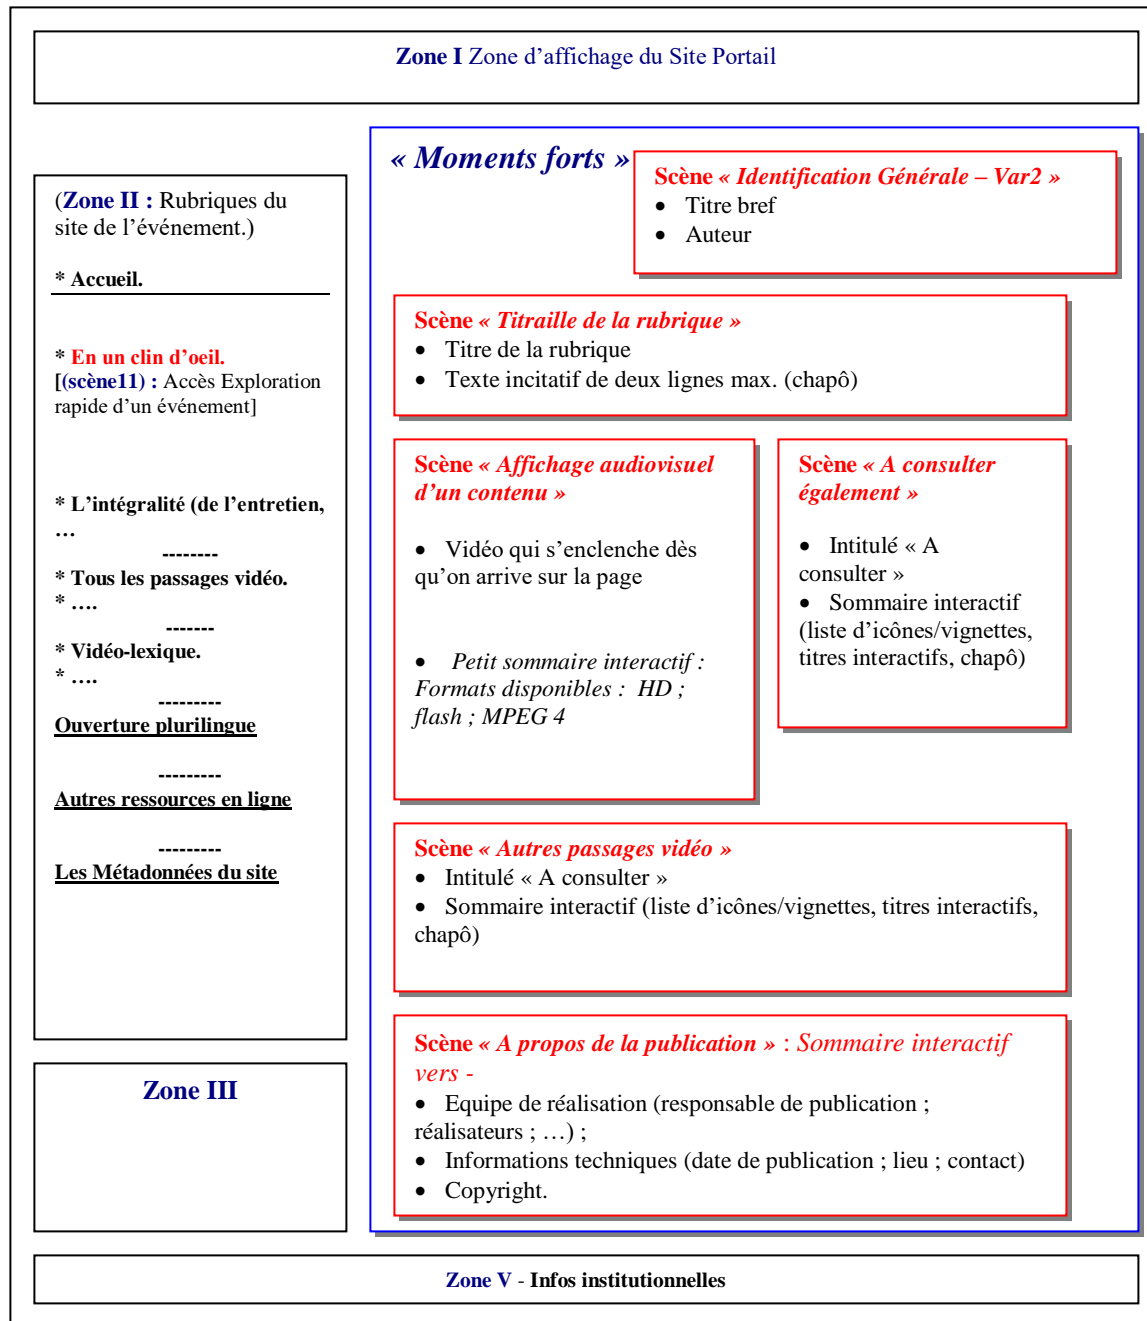 Zone I Zone d’affichage du Site Portail
(Zone II : Rubriques du
site de l’événement.)
* Accueil.
* En un clin d’oeil.
[(scène11) : Accès Exploration
rapide d’un événement]
* L’intégralité (de l’entretien,
…
--------
* Tous les passages vidéo.
* ….
-------
* Vidéo-lexique.
* ….
---------
Ouverture plurilingue
---------
Autres ressources en ligne
---------
Les Métadonnées du site
Zone III
« Moments forts »
Scène « Identification Générale – Var2 »
• Titre bref
• Auteur
Scène « Titraille de la rubrique »
• Titre de la rubrique
• Texte incitatif de deux lignes max. (chapô)
Scène « Affichage audiovisuel
d’un contenu »
• Vidéo qui s’enclenche dès
qu’on arrive sur la page
• Petit sommaire interactif :
Formats disponibles : HD ;
flash ; MPEG 4
Scène « A consulter
également »
• Intitulé « A
consulter »
• Sommaire interactif
(liste d’icônes/vignettes,
titres interactifs, chapô)
Scène « Autres passages vidéo »
• Intitulé « A consulter »
• Sommaire interactif (liste d’icônes/vignettes, titres interactifs,
chapô)
Scène « A propos de la publication » : Sommaire interactif
vers -
• Equipe de réalisation (responsable de publication ;
réalisateurs ; …) ;
• Informations techniques (date de publication ; lieu ; contact)
• Copyright.
Zone V - Infos institutionnelles